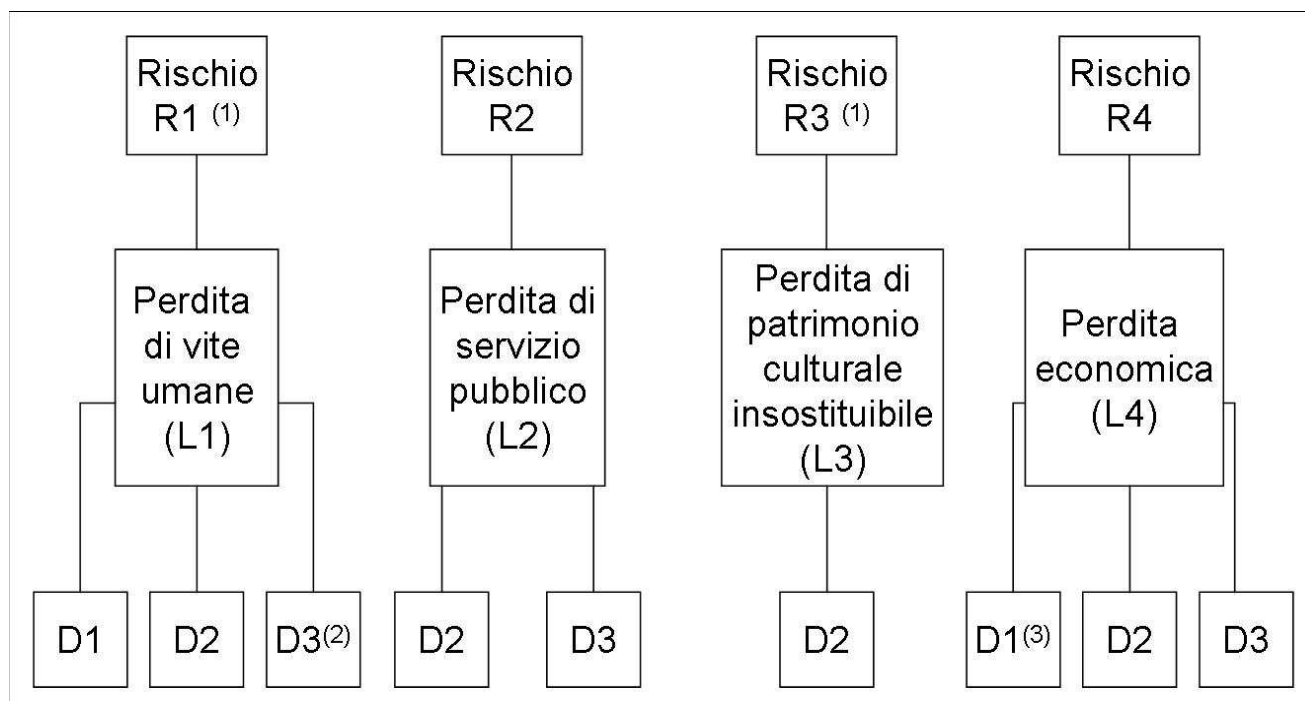 Rischio
R1 (1)
Rischio
R2
Rischio
R3 (1)
Rischio
R4
Perdita
di vite
umane
(L1)
Perdita di
servizio
pubblico
(L2)
Perdita di
patrimonio
culturale
insostituibile
(L3)
Perdita
economica
(L4)
D1
D2
D3(2)
D2
D3
D2
D1(3)
D2
D3